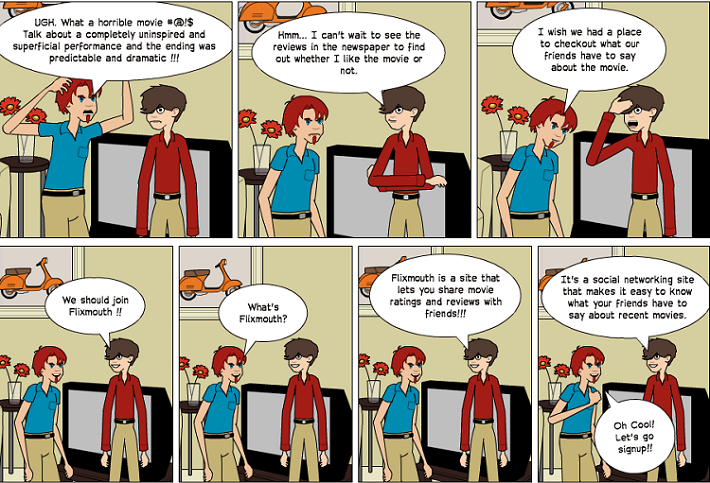 UGH. What a horrible movie *@!$
Talk about a completely uninspired and
superficial performance and the ending was
predictable and dramatic !!!
Hmm... I can't wait to see the
reviews in the newspaper to find
out whether I like the movie or
not.
I wish we had a place
to checkout what our
friends have to say
about the movie.
We should join
Flixmouth !!
What's
Flixmouth?
Flixmouth is a site that
lets you share movie
ratings and reviews with
friends!!!
It's a social networking site
that makes it easy to know
what your friends have to
say about recent movies.
Oh Cool!
Let's go
signup!!